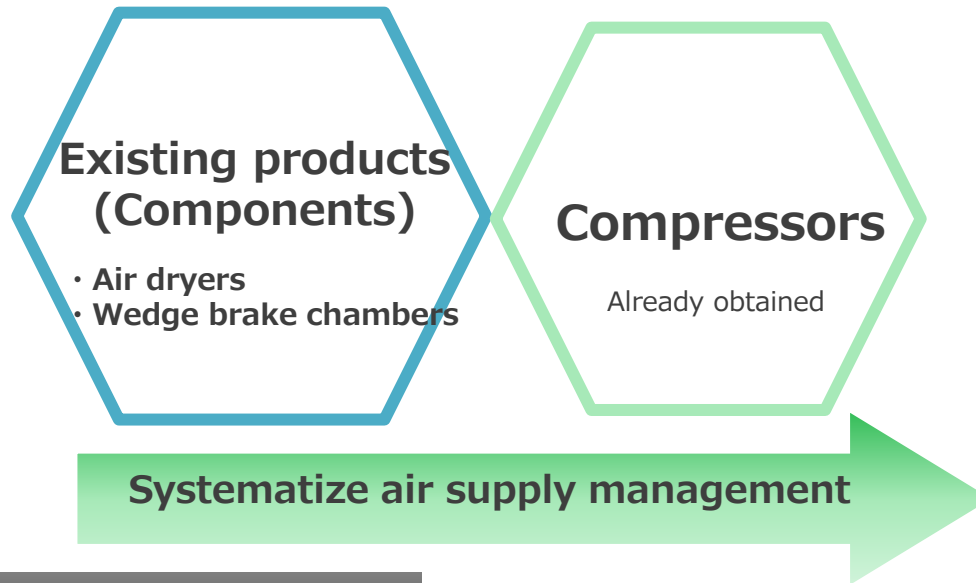 Existing products
(Components)
・Air dryers
・Wedge brake chambers
Compressors
Already obtained
Systematize air supply management